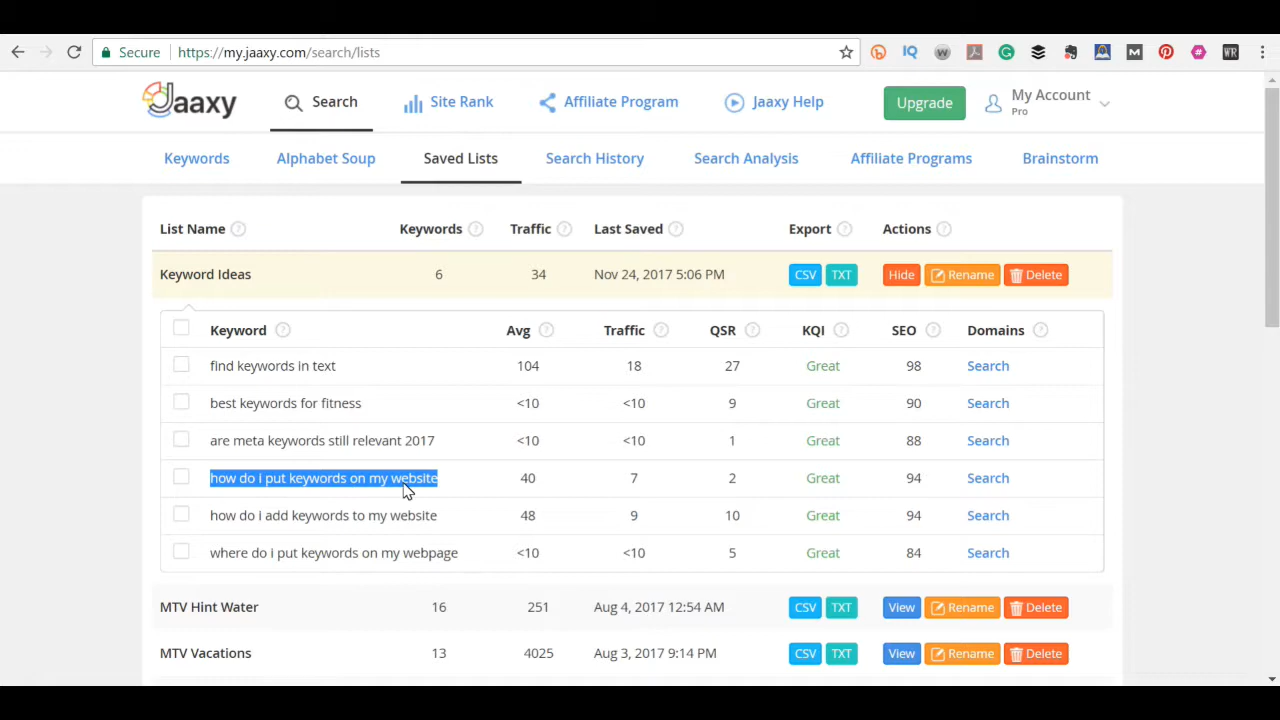 Secure https://my.jaaxy.com/search/lists
Jaaxy Search Site Rank Affiliate Program Jaaxy Help Upgrade My Account
Pro
Keywords Alphabet Soup Saved Lists Search History Search Analysis Affiliate Programs Brainstorm
List Name ? Keywords ? Traffic ? Last Saved ? Export ? Actions ?
Keyword Ideas 6 34 Nov 24, 2017 5:06 PM CSV TXT Hide Rename Delete
Keyword ? Avg ? Traffic ? QSR ? KQI ? SEO ? Domains ?
find keywords in text 104 18 27 Great 98 Search
best keywords for fitness <10 <10 9 Great 90 Search
are meta keywords still relevant 2017 <10 <10 1 Great 88 Search
how do i put keywords on my website 40 7 2 Great 94 Search
how do i add keywords to my website 48 9 10 Great 94 Search
where do i put keywords on my webpage <10 <10 5 Great 84 Search
MTV Hint Water 16 251 Aug 4, 2017 12:54 AM CSV TXT View Rename Delete
MTV Vacations 13 4025 Aug 3, 2017 9:14 PM CSV TXT View Rename Delete